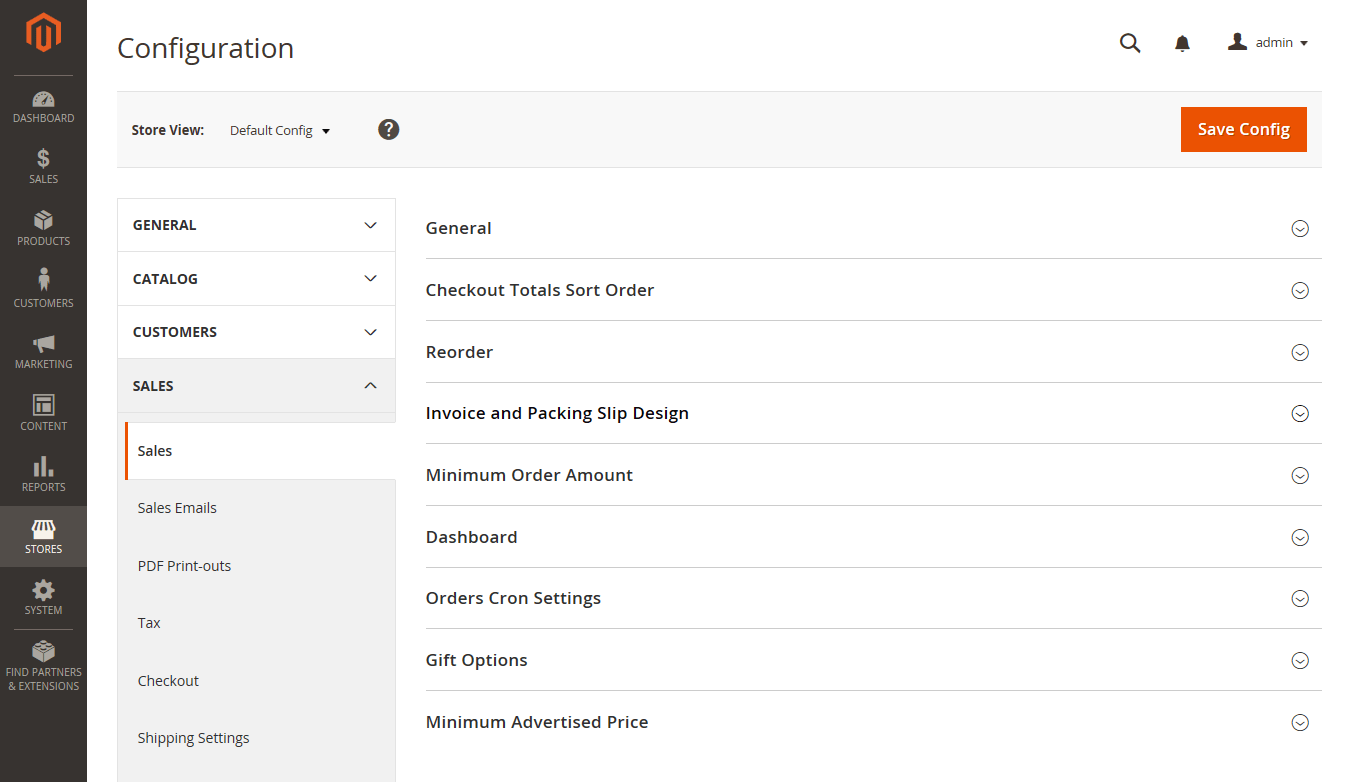 Configuration
admin
Store View:
Default Config
?
Save Config
DASHBOARD
SALES
PRODUCTS
CUSTOMERS
MARKETING
CONTENT
REPORTS
STORES
SYSTEM
FIND PARTNERS
& EXTENSIONS
GENERAL
CATALOG
CUSTOMERS
SALES
Sales
Sales Emails
PDF Print-outs
Tax
Checkout
Shipping Settings
General
Checkout Totals Sort Order
Reorder
Invoice and Packing Slip Design
Minimum Order Amount
Dashboard
Orders Cron Settings
Gift Options
Minimum Advertised Price